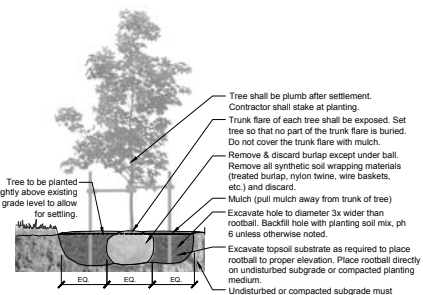 Tree shall be plumb after settlement.
Contractor shall stake at planting.
Trunk flare of each tree shall be exposed. Set
tree so that no part of the trunk flare is buried.
Do not cover the trunk flare with mulch.
Remove & discard burlap except under ball.
Remove all synthetic soil wrapping materials
(treated burlap, nylon twine, wire baskets,
etc.) and discard.
Mulch (pull mulch away from trunk of tree)
Excavate hole to diameter 3x wider than
rootball. Backfill hole with planting soil mix, ph
6 unless otherwise noted.
Excavate topsoil substrate as required to place
rootball to proper elevation. Place rootball directly
on undisturbed subgrade or compacted planting
medium.
Undisturbed or compacted subgrade must
Tree to be planted
ghtly above existing
grade level to allow
for settling.
EQ. EQ. EQ.